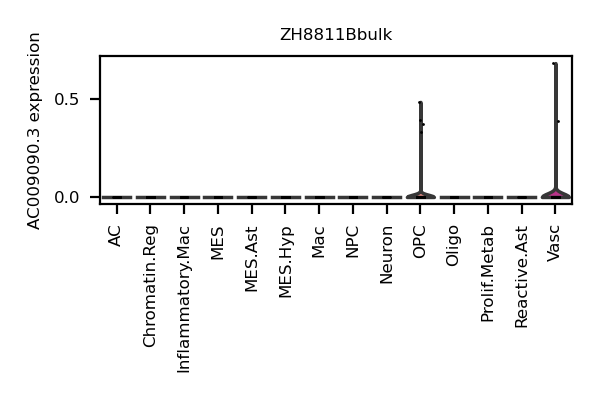 ZH8811Bbulk
AC009090.3 expression
0.5
0.0
AC
Chromatin.Reg
Inflammatory.Mac
MES
MES.Ast
MES.Hyp
Mac
NPC
Neuron
OPC
Oligo
Prolif.Metab
Reactive.Ast
Vasc